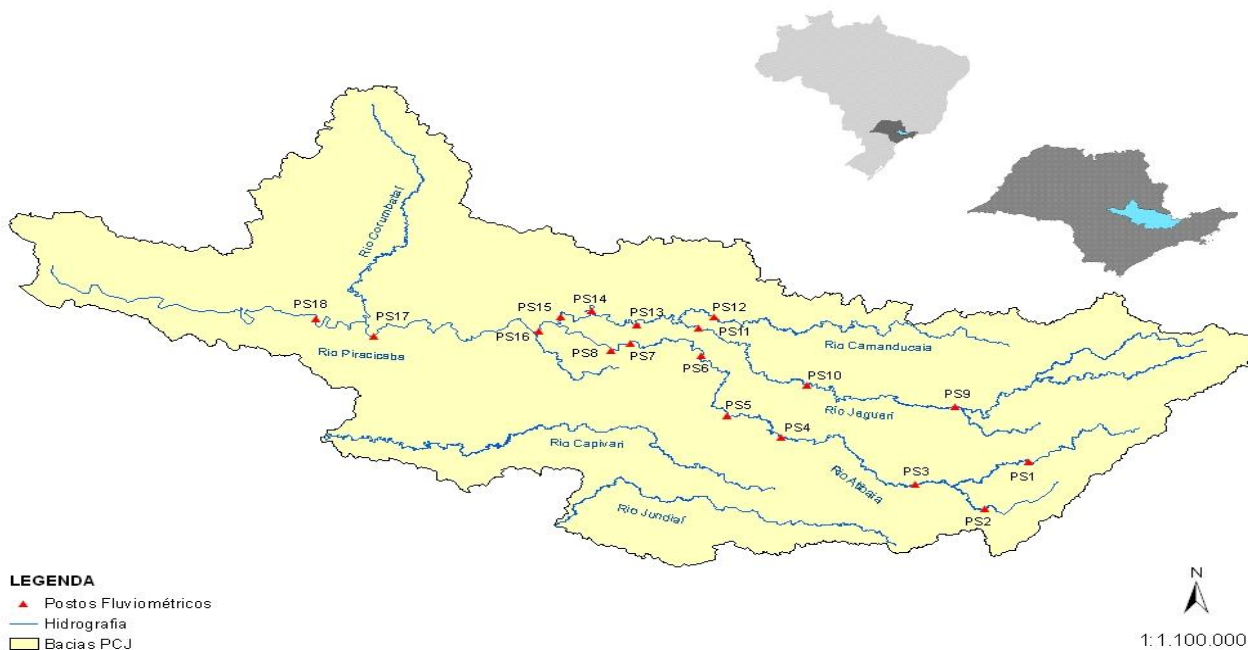 Rio Corumbataí
PS18
PS17
Rio Piracicaba
PS15
PS14
PS16
PS13
PS12
PS11
PS8
PS7
PS6
Rio Camanducaia
PS10
PS9
Rio Jaguari
PS5
PS4
Rio Capivari
PS3
Rio Atibaia
PS1
PS2
Rio Jundiaí
LEGENDA
Postos Fluviométricos
Hidrografia
Bacias PCJ
N
1:1.100.000